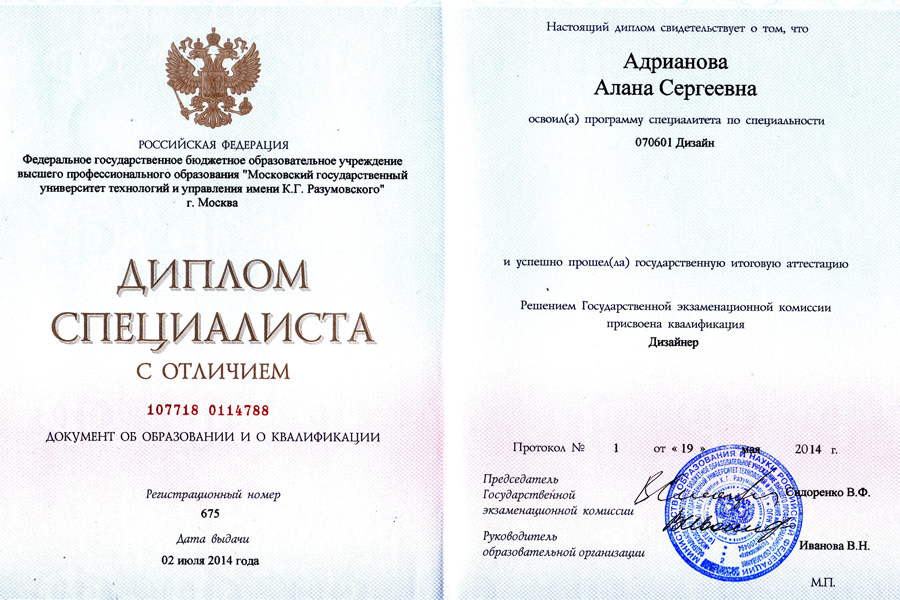 РОССИЙСКАЯ ФЕДЕРАЦИЯ
Федеральное государственное бюджетное образовательное учреждение
высшего профессионального образования "Московский государственный
университет технологий и управления имени К.Г. Разумовского"
г. Москва
ДИПЛОМ
СПЕЦИАЛИСТА
С ОТЛИЧИЕМ
107718 0114788
ДОКУМЕНТ ОБ ОБРАЗОВАНИИ И О КВАЛИФИКАЦИИ
Регистрационный номер
675
Дата выдачи
02 июля 2014 года
Настоящий диплом свидетельствует о том, что
Адрианова
Алана Сергеевна
освоил(а) программу специалитета по специальности
070601 Дизайн
и успешно прошел(ла) государственную итоговую аттестацию
Решением Государственной экзаменационной комиссии
присвоена квалификация
Дизайнер
Протокол № 1 от « 19 » мая 2014 г.
Председатель
Государственной
экзаменационной комиссии
Сидоренко В.Ф.
Руководитель
образовательной организации
Иванова В.Н.
М.П.